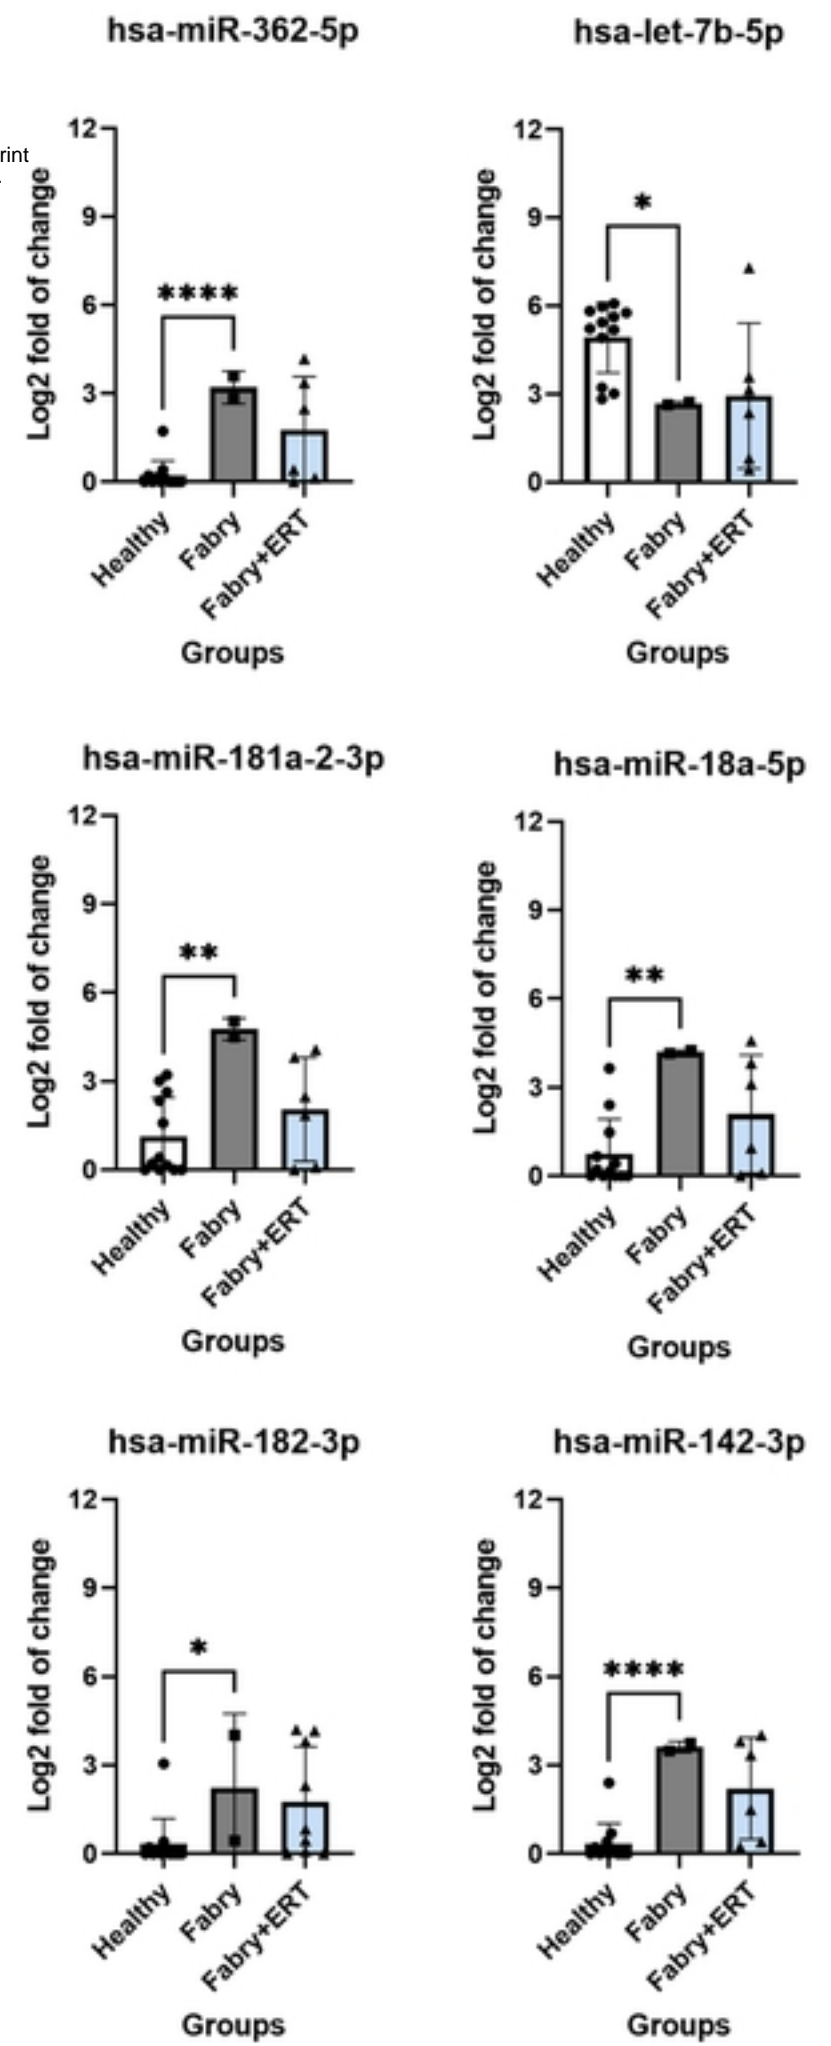 hsa-miR-362-5p
12
9
6
3
0
Log2 fold of change
****
Healthy
Fabry
Fabry+ERT
Groups
rint
hsa-let-7b-5p
12
9
6
3
0
Log2 fold of change
*
Healthy
Fabry
Fabry+ERT
Groups
hsa-miR-181a-2-3p
12
9
6
3
0
Log2 fold of change
**
Healthy
Fabry
Fabry+ERT
Groups
hsa-miR-18a-5p
12
9
6
3
0
Log2 fold of change
**
Healthy
Fabry
Fabry+ERT
Groups
hsa-miR-182-3p
12
9
6
3
0
Log2 fold of change
*
Healthy
Fabry
Fabry+ERT
Groups
hsa-miR-142-3p
12
9
6
3
0
Log2 fold of change
****
Healthy
Fabry
Fabry+ERT
Groups